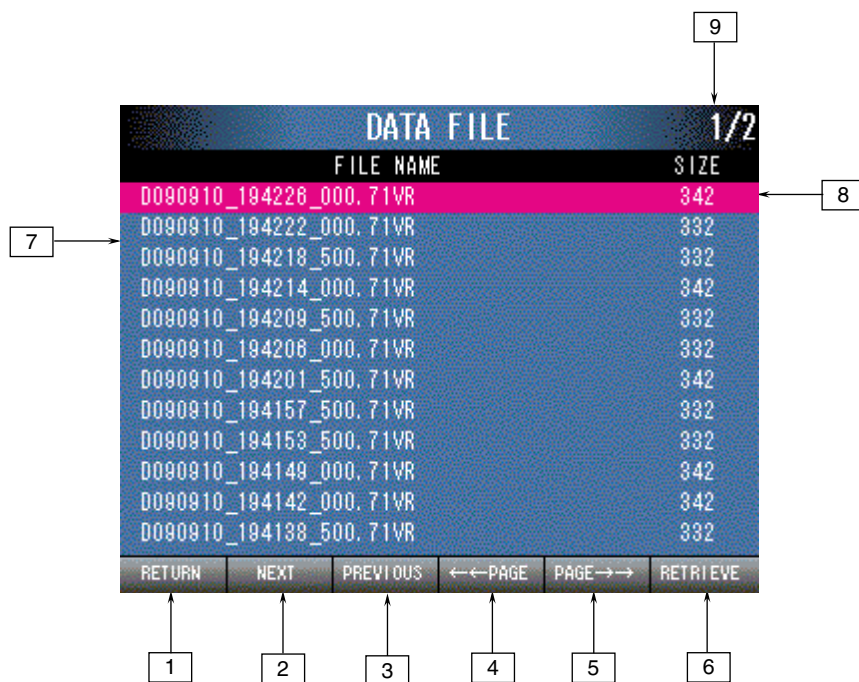 9
DATA FILE 1/2
FILE NAME SIZE
D090910_194226_000.71VR 342
8
D090910_194222_000.71VR 332
7
D090910_194218_500.71VR 332
D090910_194214_000.71VR 342
D090910_194209_500.71VR 332
D090910_194206_000.71VR 332
D090910_194201_500.71VR 342
D090910_194157_500.71VR 332
D090910_194153_500.71VR 332
D090910_194149_000.71VR 342
D090910_194142_000.71VR 342
D090910_194138_500.71VR 332
RETURN NEXT PREVIOUS ←←PAGE PAGE→→ RETRIEVE
1 2 3 4 5 6